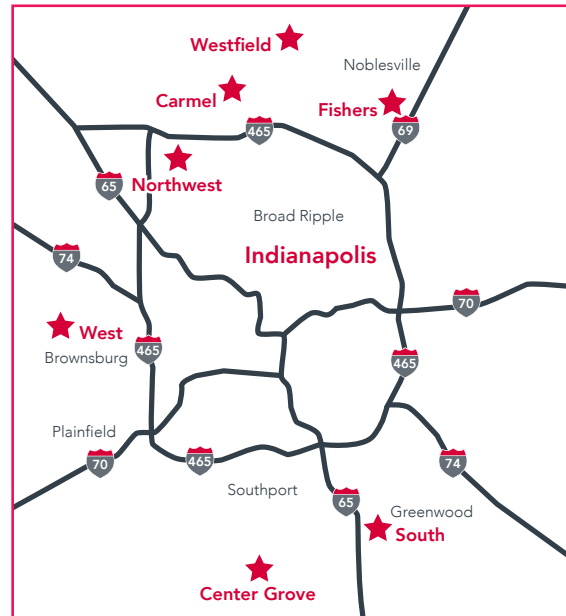 Westfield
Noblesville
Carmel
Fishers
465
69
Northwest
65
Broad Ripple
Indianapolis
74
70
West
Brownsburg
465
465
Plainfield
70
465
74
Southport
65
Greenwood
South
Center Grove